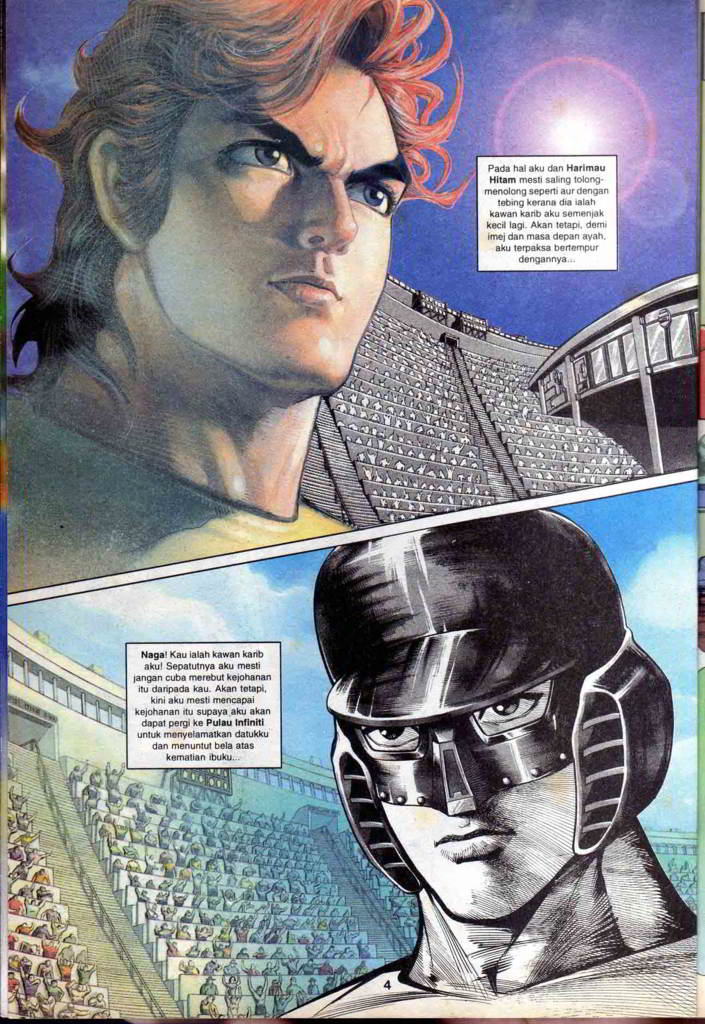 Pada hal aku dan Harimau
Hitam mesti saling tolong-
menolong seperti aur dengan
tebing kerana dia ialah
kawan karib aku semenjak
kecil lagi. Akan tetapi, demi
imej dan masa depan ayah,
aku terpaksa bertempur
dengannya...
Naga! Kau ialah kawan karib
aku! Sepatutnya aku mesti
jangan cuba merebut kejohanan
itu daripada kau. Akan tetapi,
kini aku mesti mencapai
kejohanan itu supaya aku akan
dapat pergi ke Pulau Infiniti
untuk menyelamatkan datukku
dan menuntut bela atas
kematian ibuku...
4